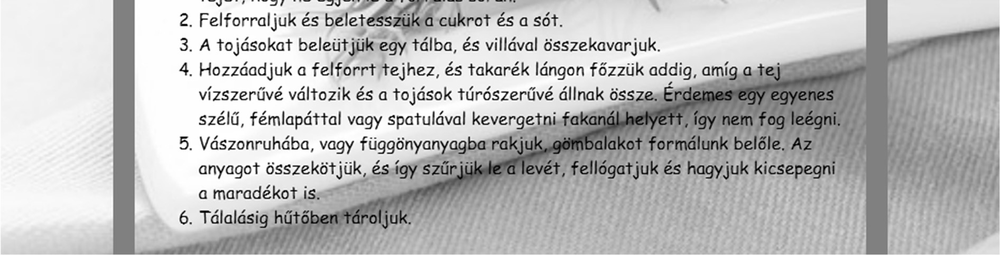 2. Felforraljuk és beletesszük a cukrot és a sót.
3. A tojásokat beleütjük egy tálba, és villával összekavarjuk.
4. Hozzáadjuk a felforrt tejhez, és takarék lángon főzzük addig, amíg a tej
vízszerűvé változik és a tojások túrószerűvé állnak össze. Érdemes egy egyenes
szélű, fémlapáttal vagy spatulával kevergetni fakanál helyett, így nem fog leégni.
5. Vászonruhába, vagy függönyanyagba rakjuk, gömbalakot formálunk belőle. Az
anyagot összekötjük, és így szűrjük le a levét, fellógatjuk és hagyjuk kicsepegni
a maradékot is.
6. Tálalásig hűtőben tároljuk.